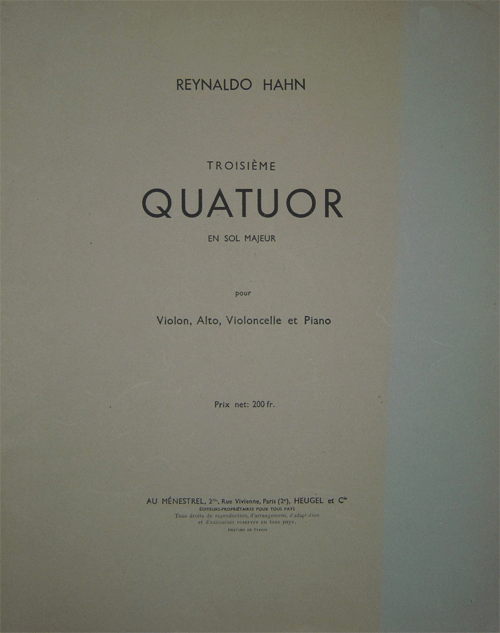 REYNALDO HAHN
TROISIÈME
QUATUOR
EN SOL MAJEUR
pour
Violon, Alto, Violoncelle et Piano
Prix net: 200 fr.
AU MÉNESTREL, 2bis, Rue Vivienne, Paris (2e), HEUGEL et Cie
ÉDITEURS-PROPRIÉTAIRES POUR TOUS PAYS
Tous droits de reproduction, d'arrangement, d'adaptation
et d'exécution réservés en tous pays.